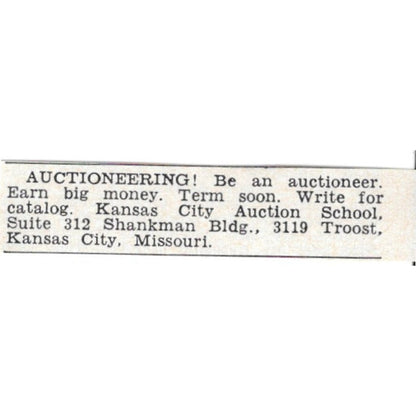 AUCTIONEERING! Be an auctioneer.
Earn big money. Term soon. Write for
catalog. Kansas City Auction School,
Suite 312 Shankman Bldg., 3119 Troost,
Kansas City, Missouri.